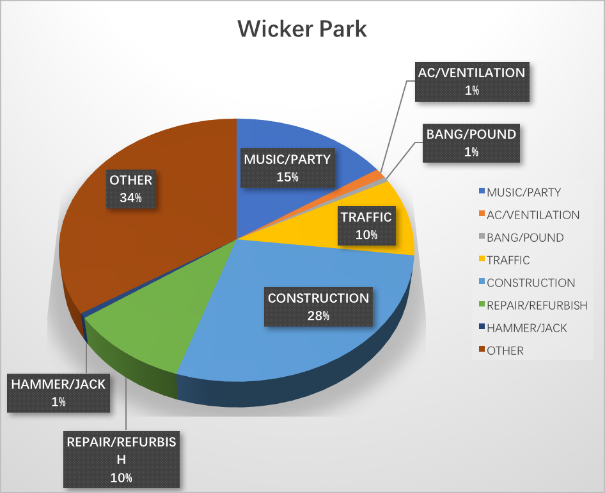 Wicker Park
AC/VENTILATION
1%
BANG/POUND
1%
MUSIC/PARTY
15%
OTHER
34%
TRAFFIC
10%
CONSTRUCTION
28%
HAMMER/JACK
1%
REPAIR/REFURBIS
H
10%
MUSIC/PARTY
AC/VENTILATION
BANG/POUND
TRAFFIC
CONSTRUCTION
REPAIR/REFURBISH
HAMMER/JACK
OTHER